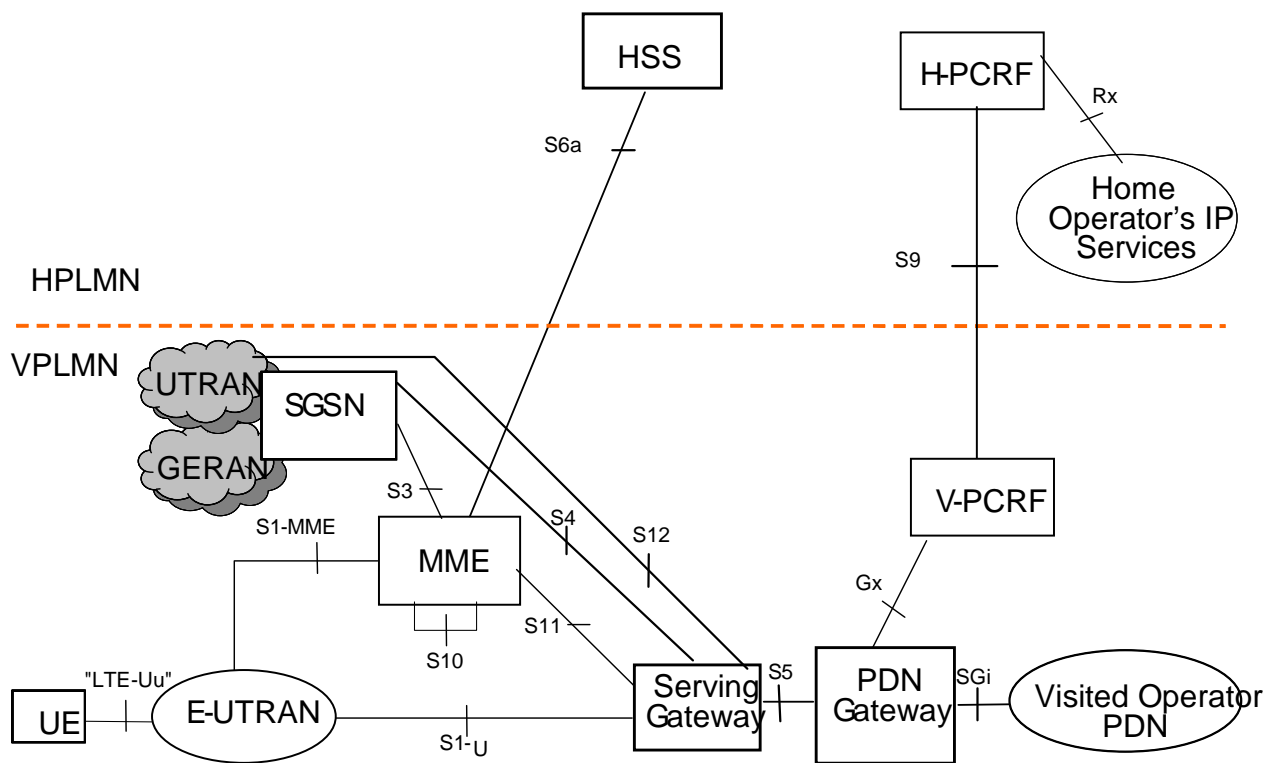 HSS
H-PCRF
Rx
S6a
Home
Operator's IP
Services
S9
HPLMN
VPLMN
UTRAN
SGSN
GERAN
S3
V-PCRF
S1-MME
S4
S12
MME
Gx
S11
S10
"LTE-Uu"
UE
E-UTRAN
S1-U
Serving
Gateway
S5
PDN
Gateway
SGi
Visited Operator
PDN